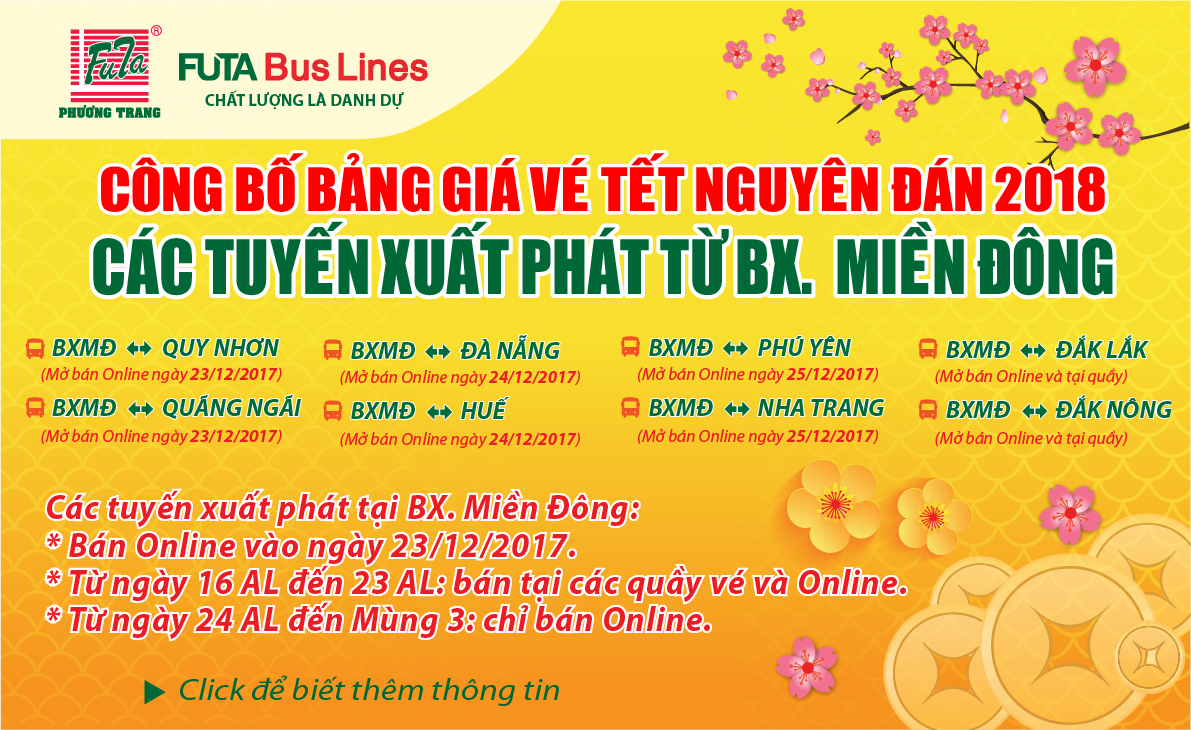 FUTA
PHƯƠNG TRANG
®
FUTA Bus Lines
CHẤT LƯỢNG LÀ DANH DỰ
CÔNG BỐ BẢNG GIÁ VÉ TẾT NGUYÊN ĐÁN 2018
CÁC TUYẾN XUẤT PHÁT TỪ BX. MIỀN ĐÔNG
BXMĐ ↔ QUY NHƠN
(Mở bán Online ngày 23/12/2017)
BXMĐ ↔ ĐÀ NẴNG
(Mở bán Online ngày 24/12/2017)
BXMĐ ↔ PHÚ YÊN
(Mở bán Online ngày 25/12/2017)
BXMĐ ↔ ĐẮK LẮK
(Mở bán Online và tại quầy)
BXMĐ ↔ QUÃNG NGÃI
(Mở bán Online ngày 23/12/2017)
BXMĐ ↔ HUẾ
(Mở bán Online ngày 24/12/2017)
BXMĐ ↔ NHA TRANG
(Mở bán Online ngày 25/12/2017)
BXMĐ ↔ ĐẮK NÔNG
(Mở bán Online và tại quầy)
Các tuyến xuất phát tại BX. Miền Đông:
* Bán Online vào ngày 23/12/2017.
* Từ ngày 16 AL đến 23 AL: bán tại các quầy vé và Online.
* Từ ngày 24 AL đến Mùng 3: chỉ bán Online.
Click để biết thêm thông tin